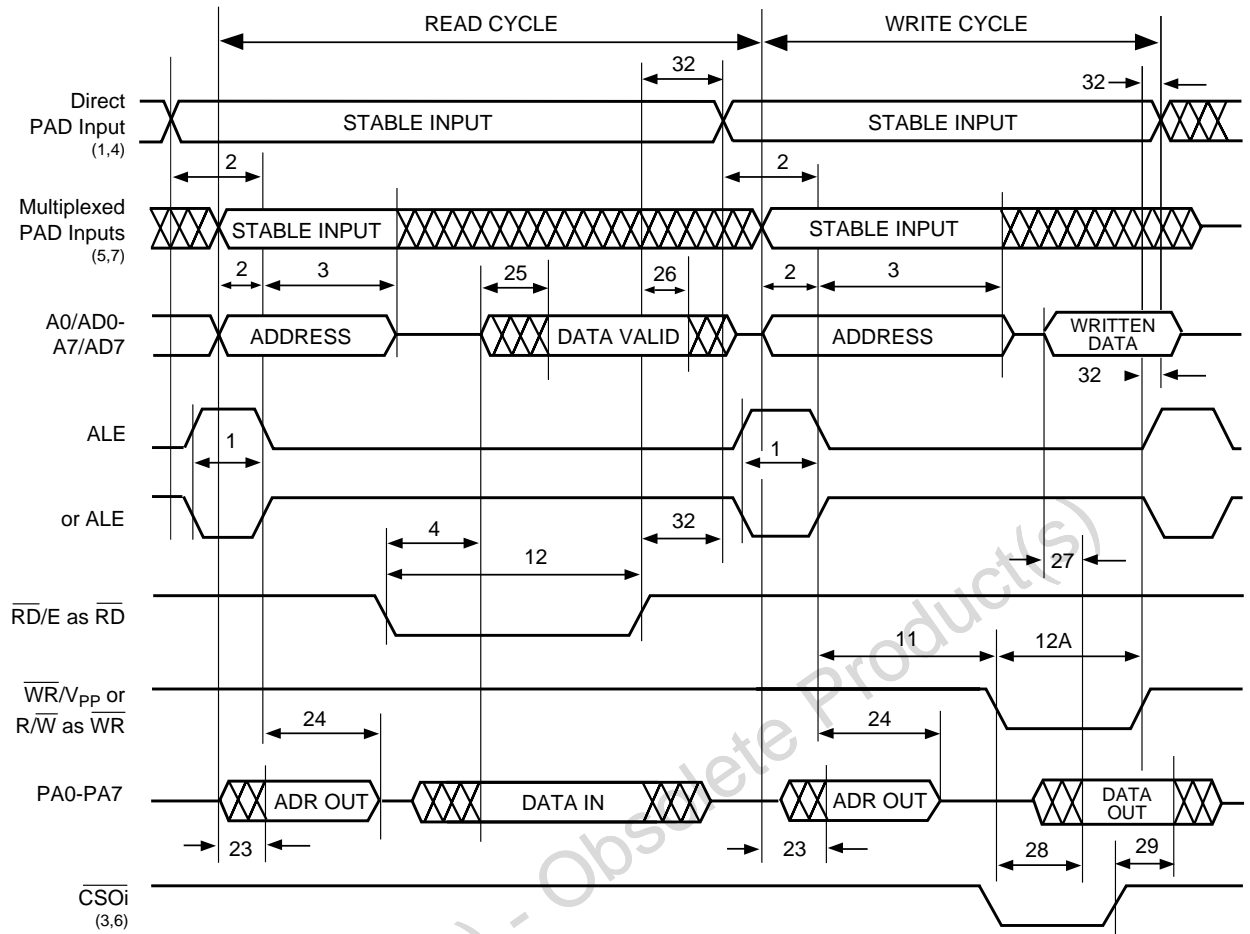 READ CYCLE
WRITE CYCLE
32
32
Direct
PAD Input
(1,4)
STABLE INPUT
STABLE INPUT
2
2
Multiplexed
PAD Inputs
(5,7)
STABLE INPUT
STABLE INPUT
2
3
25
26
2
3
A0/AD0-
A7/AD7
ADDRESS
DATA VALID
ADDRESS
WRITTEN
DATA
32
ALE
1
1
or ALE
4
32
12
27
RD/E as RD
11
12A
WR/VPP or
R/W as WR
24
24
PA0-PA7
ADR OUT
DATA IN
ADR OUT
DATA
OUT
23
23
28
29
CSOi
(3,6)
) - Obsolete Product(s)